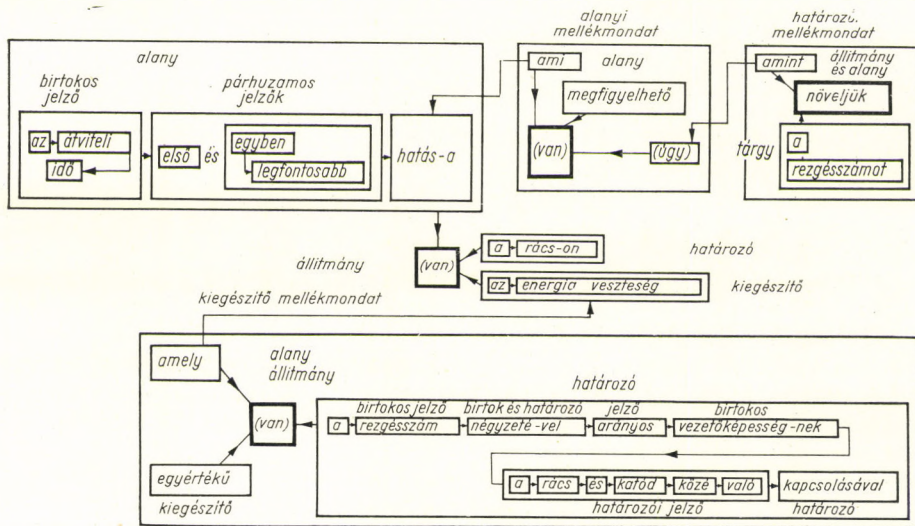 alanyi
mellékmondat
határozói
mellékmondat
alany
birtokos
jelző
párhuzamos
jelzők
az
átviteli
idő
első
és
egyben
legfontosabb
hatás-a
ami
alany
megfigyelhető
(van)
(úgy)
amint
állítmány
és alany
növeljük
tárgy
a
rezgésszámot
állítmány
(van)
a
rács-on
határozó
az
energia veszteség
kiegészítő
kiegészítő mellékmondat
amely
alany
állítmány
(van)
egyértékű
kiegészítő
határozó
birtokos jelző
birtok és határozó
jelző
birtokos
a
rezgésszám
négyzeté-vel
arányos
vezetőképesség-nek
a
rács
és
katód
közé
való
kapcsolásával
határozói jelző
határozó